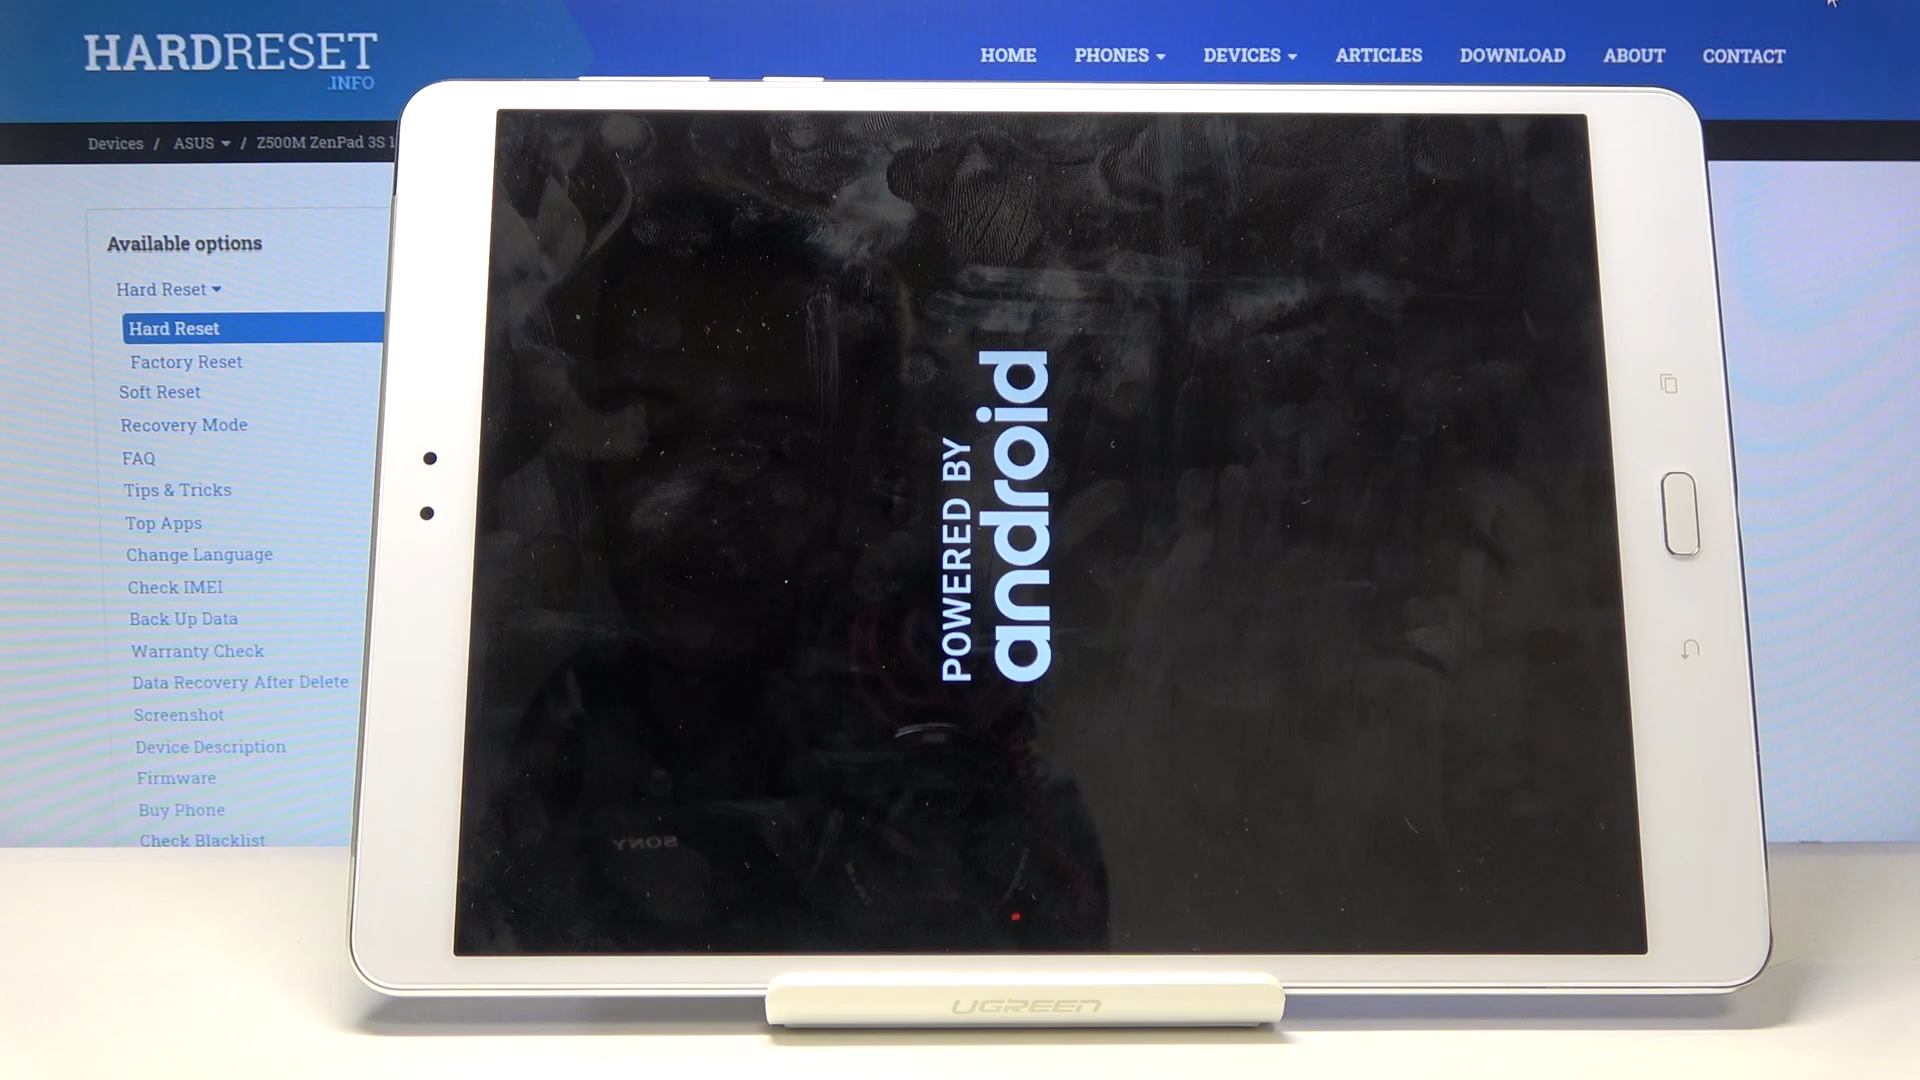 HARDRESET
.INFO
HOME PHONES DEVICES ARTICLES DOWNLOAD ABOUT CONTACT
Devices / ASUS / Z500M ZenPad 3S 1
Available options
Hard Reset
Hard Reset
Factory Reset
Soft Reset
Recovery Mode
FAQ
Tips & Tricks
Top Apps
Change Language
Check IMEI
Back Up Data
Warranty Check
Data Recovery After Delete
Screenshot
Device Description
Firmware
Buy Phone
Check Blacklist
POWERED BY
android
SONY
UGREEN